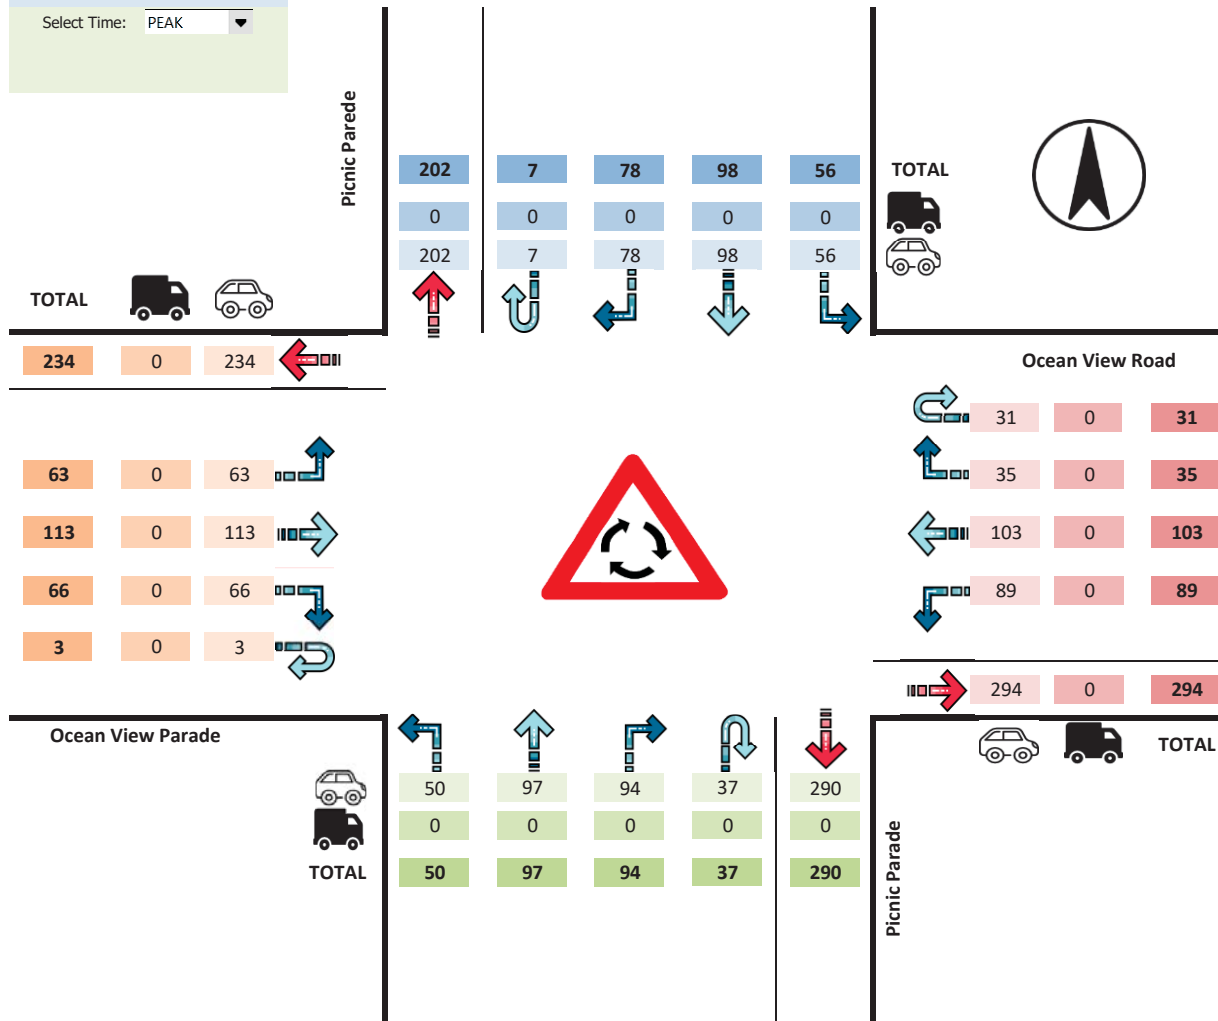 Select Time: PEAK
Picnic Parede
202 7 78 98 56 TOTAL
0 0 0 0 0
202 7 78 98 56
TOTAL
234 0 234
Ocean View Road
31 0 31
63 0 63
35 0 35
113 0 113
103 0 103
66 0 66
89 0 89
3 0 3
294 0 294
Ocean View Parade
TOTAL
50 97 94 37 290
0 0 0 0 0
TOTAL 50 97 94 37 290
Picnic Parade